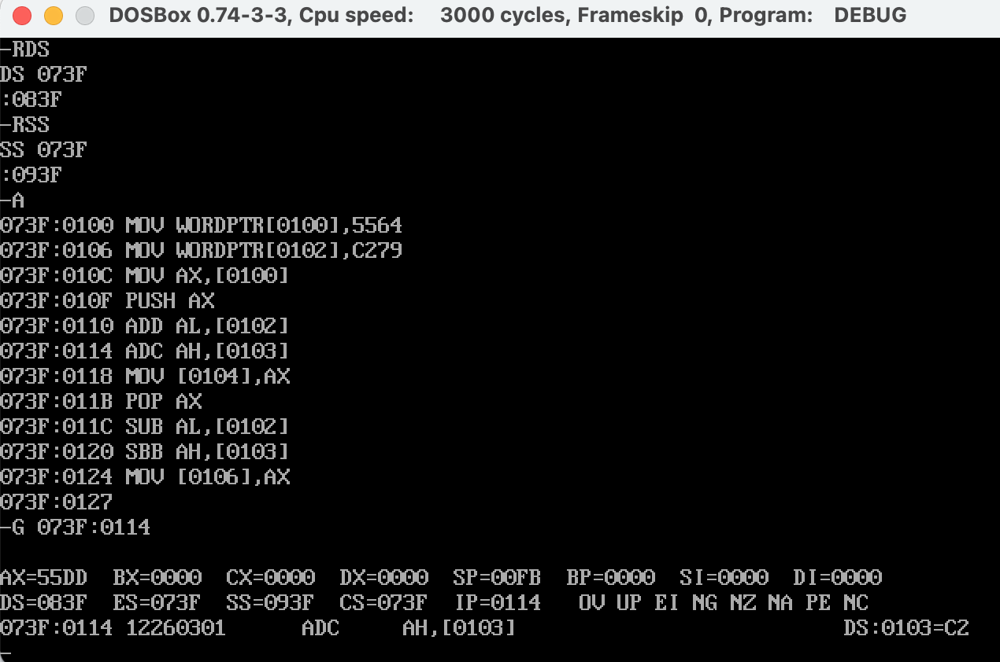 DOSBox 0.74-3-3, Cpu speed:    3000 cycles, Frameskip  0, Program:    DEBUG
-RDS
DS 073F
:083F
-RSS
SS 073F
:093F
-A
073F:0100 MOV WORDPTR[0100],5564
073F:0106 MOV WORDPTR[0102],C279
073F:010C MOV AX,[0100]
073F:010F PUSH AX
073F:0110 ADD AL,[0102]
073F:0114 ADC AH,[0103]
073F:0118 MOV [0104],AX
073F:011B POP AX
073F:011C SUB AL,[0102]
073F:0120 SBB AH,[0103]
073F:0124 MOV [0106],AX
073F:0127
-G 073F:0114
AX=55DD  BX=0000  CX=0000  DX=0000  SP=00FB  BP=0000  SI=0000  DI=0000
DS=083F  ES=073F  SS=093F  CS=073F  IP=0114   OV UP EI NG NZ NA PE NC
073F:0114 12260301      ADC     AH,[0103]                          DS:0103=C2
-